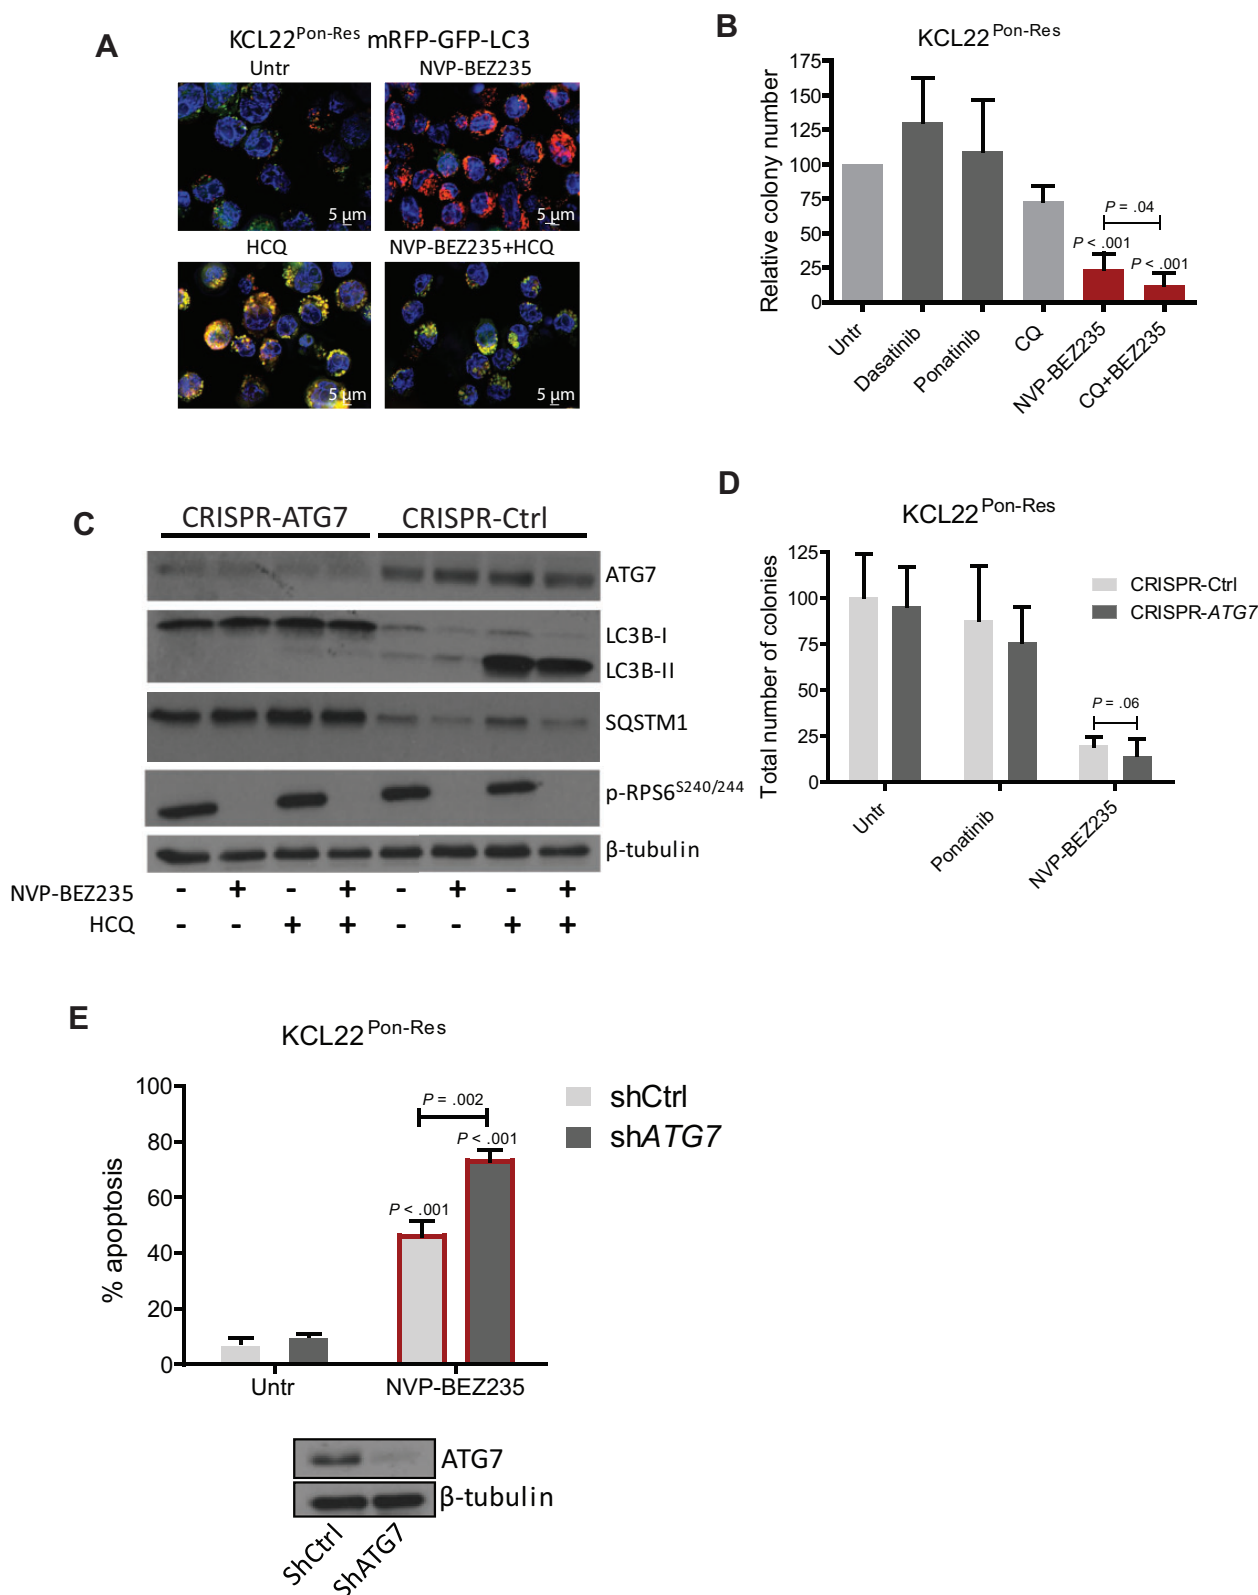 A
KCL22Pon-Res mRFP-GFP-LC3
Untr
NVP-BEZ235
5 µm
5 µm
HCQ
NVP-BEZ235+HCQ
5 µm
5 µm
B
KCL22Pon-Res
Relative colony number
175
150
125
100
75
50
25
0
P = .04
P < .001
P < .001
Untr
Dasatinib
Ponatinib
CQ
NVP-BEZ235
CQ+BEZ235
C
CRISPR-ATG7
CRISPR-Ctrl
ATG7
LC3B-I
LC3B-II
SQSTM1
p-RPS6S240/244
β-tubulin
NVP-BEZ235 - + - + - + - +
HCQ - - + + - - + +
D
KCL22Pon-Res
Total number of colonies
125
100
75
50
25
0
CRISPR-Ctrl
CRISPR-ATG7
P = .06
Untr
Ponatinib
NVP-BEZ235
E
KCL22Pon-Res
% apoptosis
100
80
60
40
20
0
shCtrl
shATG7
P = .002
P < .001
P < .001
Untr
NVP-BEZ235
ATG7
β-tubulin
ShCtrl
ShATG7